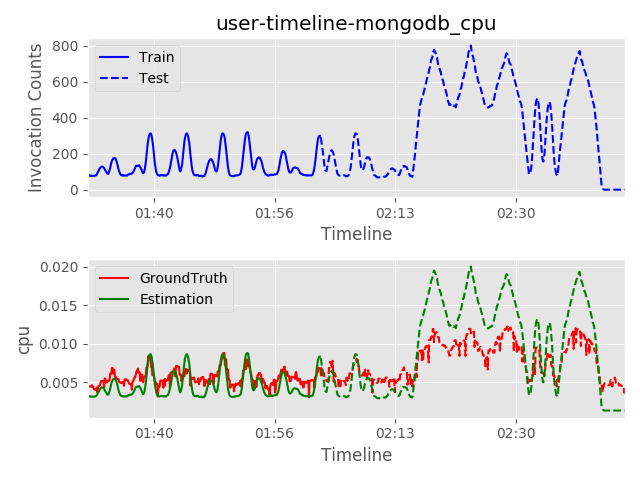 user-timeline-mongodb_cpu
800
600
400
200
0
Invocation Counts
Train
Test
01:40 01:56 02:13 02:30
Timeline
0.020
0.015
0.010
0.005
cpu
GroundTruth
Estimation
01:40 01:56 02:13 02:30
Timeline